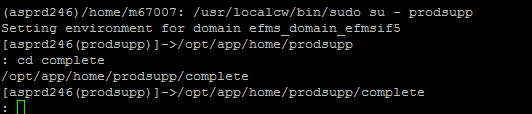 (asprd246)/home/m67007: /usr/localcw/bin/sudo su - prodsupp
Setting environment for domain efms_domain_efmsif5
[asprd246(prodsupp)]->/opt/app/home/prodsupp
: cd complete
/opt/app/home/prodsupp/complete
[asprd246(prodsupp)]->/opt/app/home/prodsupp/complete
: